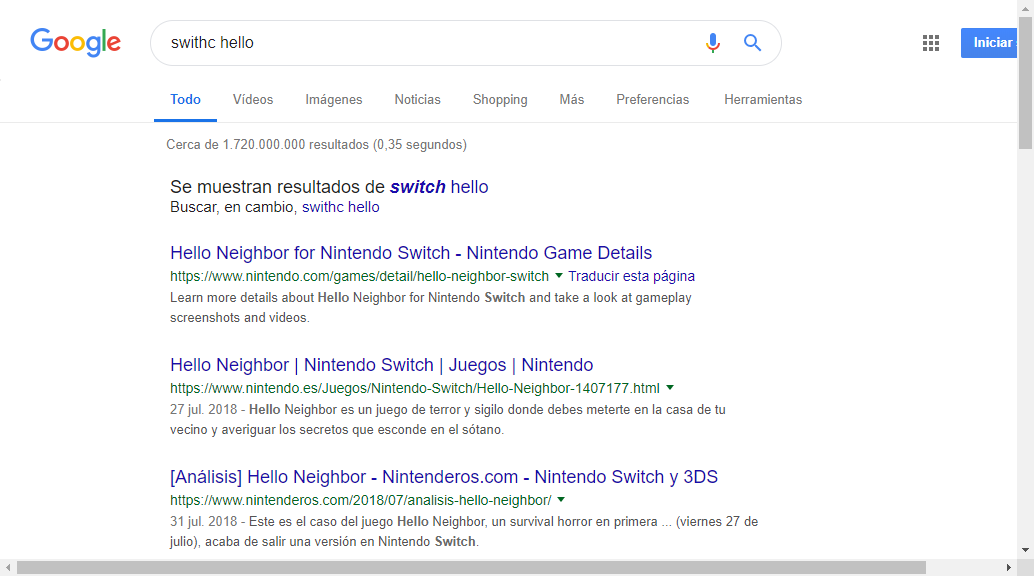 Google
swithc hello
Iniciar
Todo Vídeos Imágenes Noticias Shopping Más Preferencias Herramientas
Cerca de 1.720.000.000 resultados (0,35 segundos)
Se muestran resultados de switch hello
Buscar, en cambio, swithc hello
Hello Neighbor for Nintendo Switch - Nintendo Game Details
https://www.nintendo.com/games/detail/hello-neighbor-switch Traducir esta página
Learn more details about Hello Neighbor for Nintendo Switch and take a look at gameplay
screenshots and videos.
Hello Neighbor | Nintendo Switch | Juegos | Nintendo
https://www.nintendo.es/Juegos/Nintendo-Switch/Hello-Neighbor-1407177.html
27 jul. 2018 - Hello Neighbor es un juego de terror y sigilo donde debes meterte en la casa de tu
vecino y averiguar los secretos que esconde en el sótano.
[Análisis] Hello Neighbor - Nintenderos.com - Nintendo Switch y 3DS
https://www.nintenderos.com/2018/07/analisis-hello-neighbor/
31 jul. 2018 - Este es el caso del juego Hello Neighbor, un survival horror en primera ... (viernes 27 de
julio), acaba de salir una versión en Nintendo Switch.